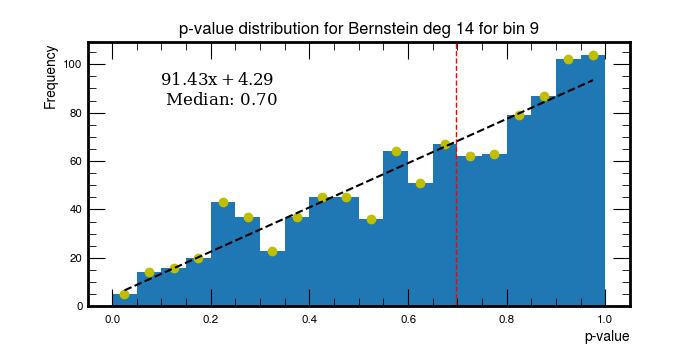 p-value distribution for Bernstein deg 14 for bin 9
Frequency
91.43x + 4.29
Median: 0.70
100
80
60
40
20
0
0.0 0.2 0.4 0.6 0.8 1.0
p-value